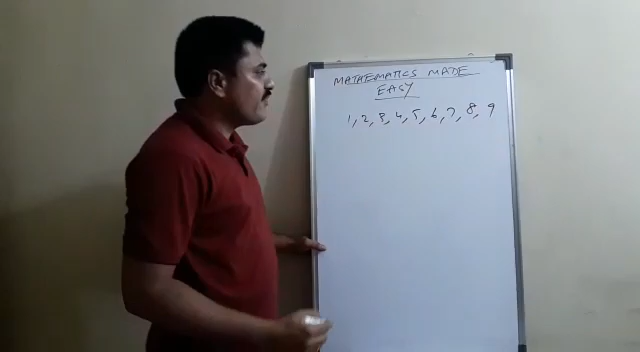 MATHEMATICS MADE
EASY
1, 2, 3, 4, 5, 6, 7, 8, 9